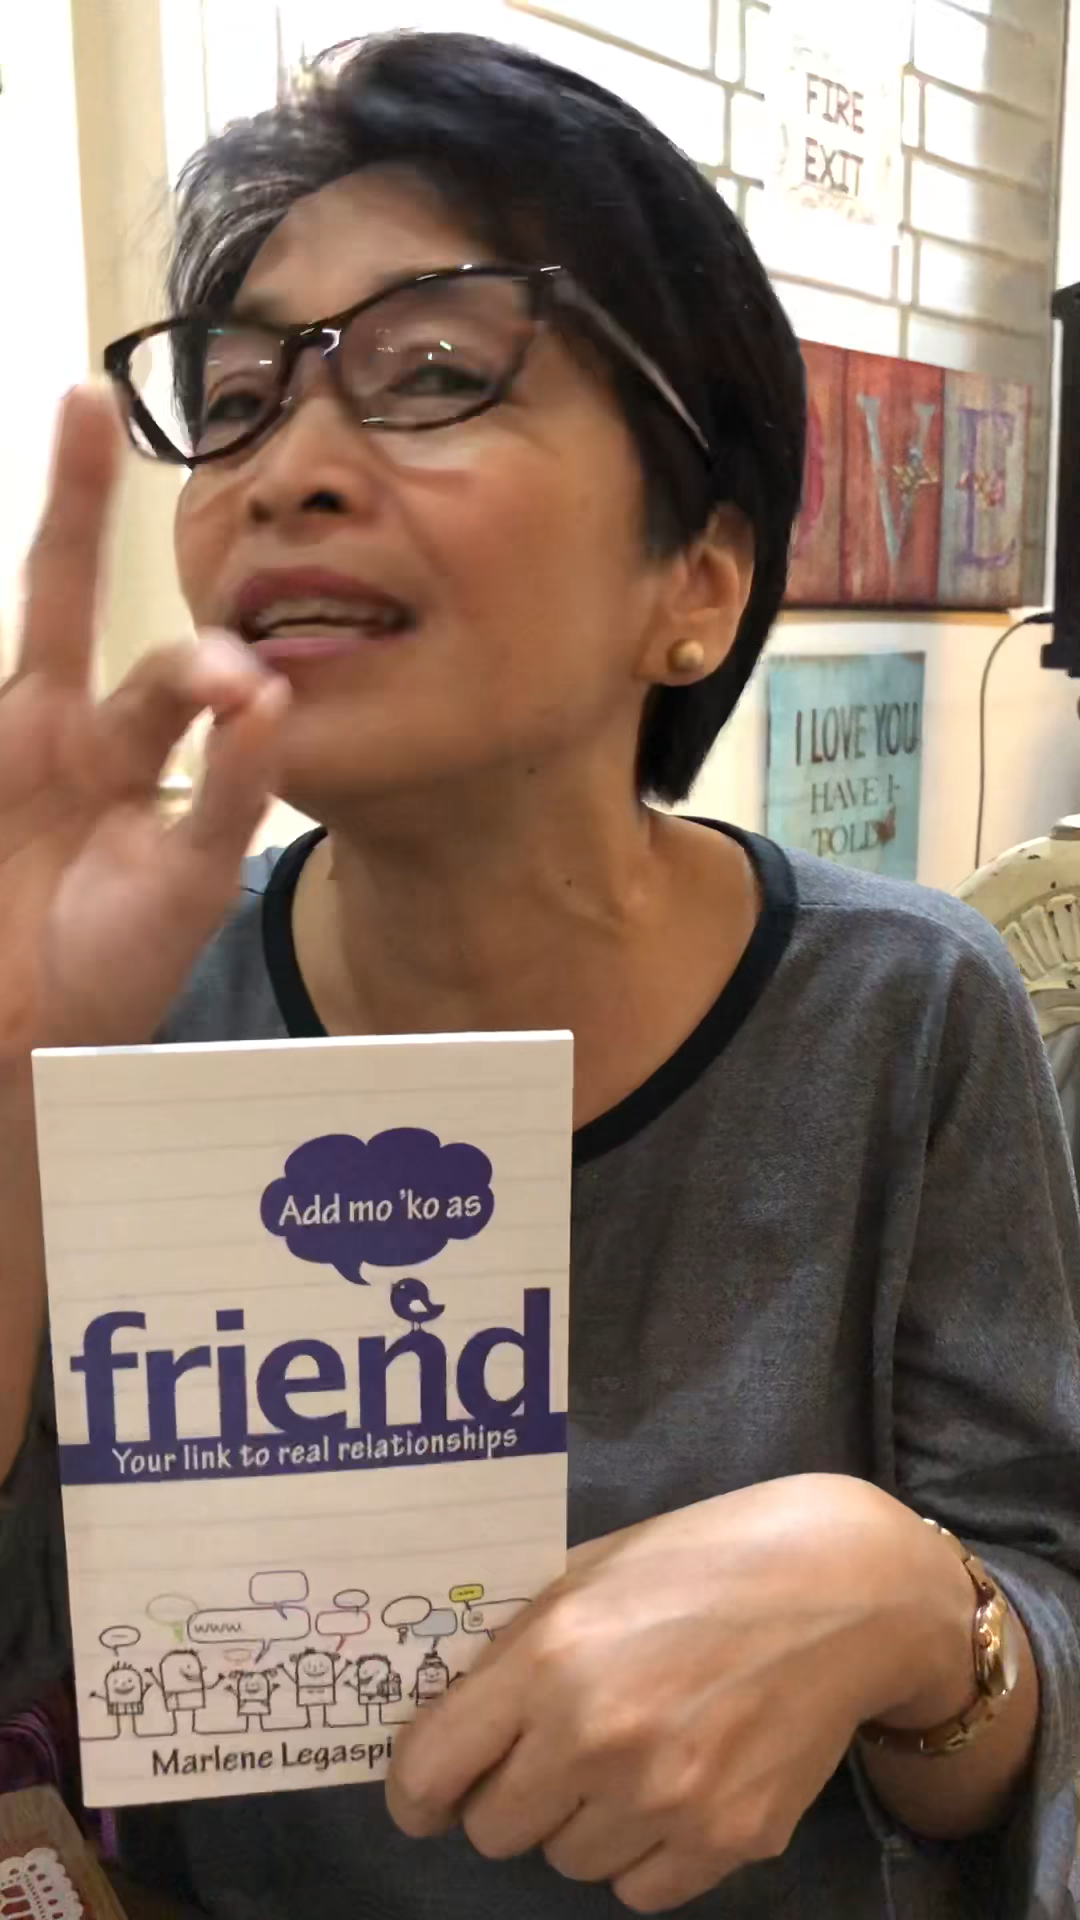 FIRE
EXIT
OVE
I LOVE YOU
HAVE I
TOLD
Add mo 'ko as
friend
Your link to real relationships
www
Marlene Legaspi